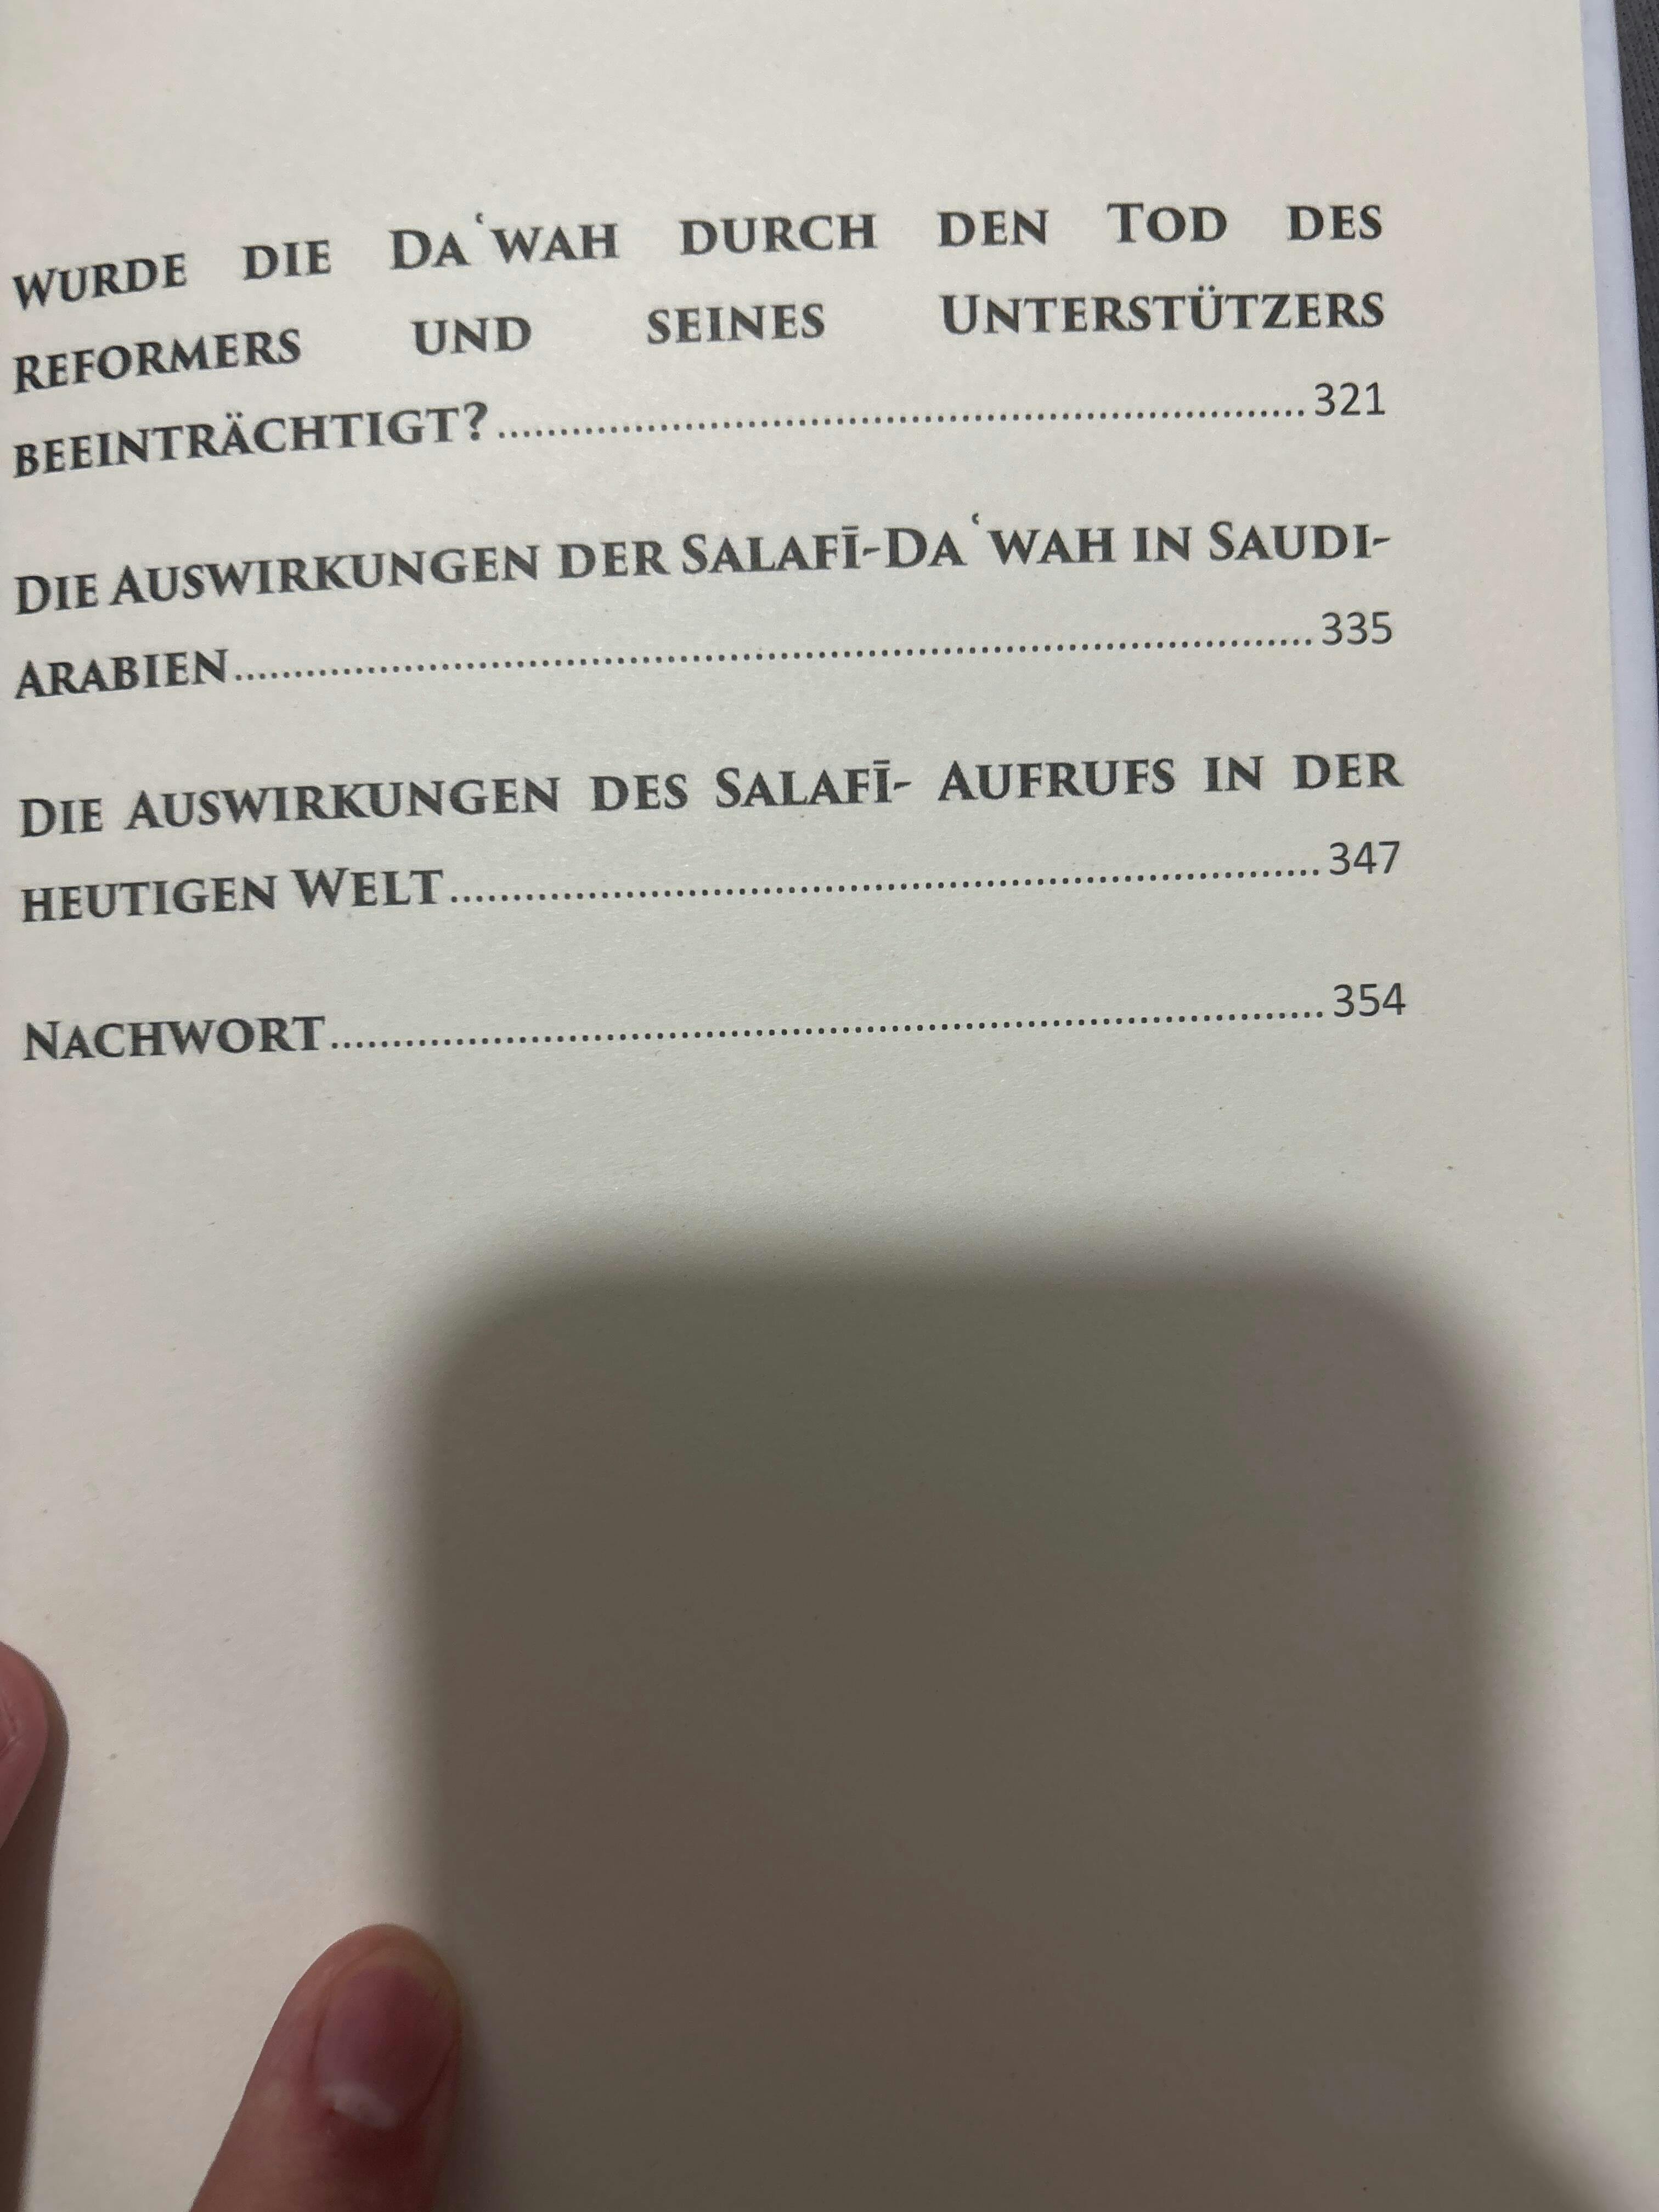 Wurde die Daʿwah durch den Tod des
Reformers und seines Unterstützers
beeinträchtigt?......................................................................321
Die Auswirkungen der Salafī-Daʿwah in Saudi-
Arabien..............................................................................335
Die Auswirkungen des Salafī- Aufrufs in der
heutigen Welt......................................................................347
Nachwort...........................................................................354